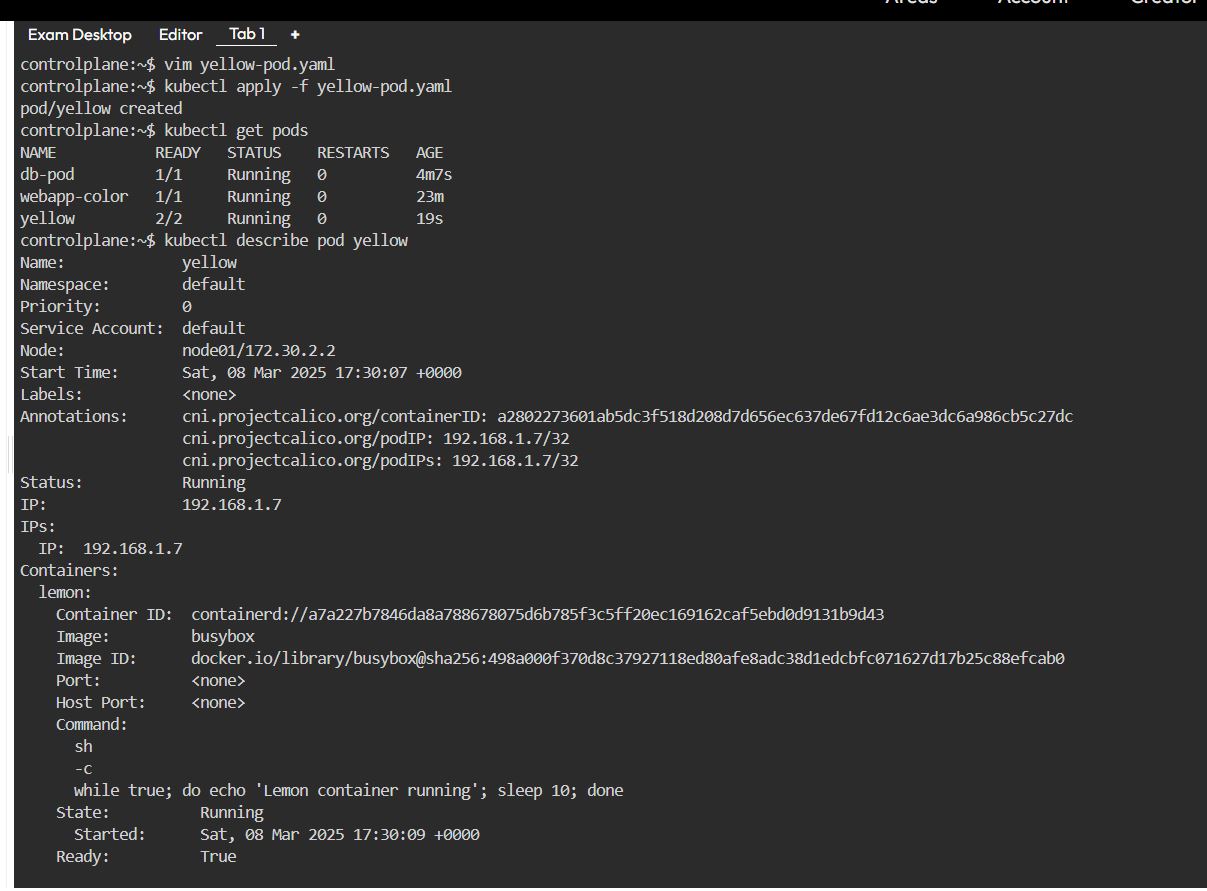 Areas Account Creator
Exam Desktop Editor Tab 1 +
controlplane:~$ vim yellow-pod.yaml
controlplane:~$ kubectl apply -f yellow-pod.yaml
pod/yellow created
controlplane:~$ kubectl get pods
NAME READY STATUS RESTARTS AGE
db-pod 1/1 Running 0 4m7s
webapp-color 1/1 Running 0 23m
yellow 2/2 Running 0 19s
controlplane:~$ kubectl describe pod yellow
Name: yellow
Namespace: default
Priority: 0
Service Account: default
Node: node01/172.30.2.2
Start Time: Sat, 08 Mar 2025 17:30:07 +0000
Labels: <none>
Annotations: cni.projectcalico.org/containerID: a2802273601ab5dc3f518d208d7d656ec637de67fd12c6ae3dc6a986cb5c27dc
cni.projectcalico.org/podIP: 192.168.1.7/32
cni.projectcalico.org/podIPs: 192.168.1.7/32
Status: Running
IP: 192.168.1.7
IPs:
IP: 192.168.1.7
Containers:
lemon:
Container ID: containerd://a7a227b7846da8a788678075d6b785f3c5ff20ec169162caf5ebd0d9131b9d43
Image: busybox
Image ID: docker.io/library/busybox@sha256:498a000f370d8c37927118ed80afe8adc38d1edcbfc071627d17b25c88efcab0
Port: <none>
Host Port: <none>
Command:
sh
-c
while true; do echo 'Lemon container running'; sleep 10; done
State: Running
Started: Sat, 08 Mar 2025 17:30:09 +0000
Ready: True